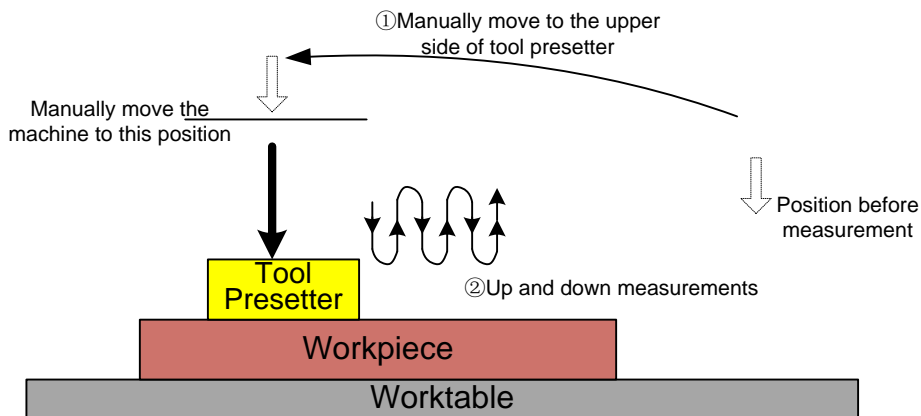 ①Manually move to the upper
side of tool presetter
Manually move the
machine to this position
Position before
measurement
Tool
Presetter
②Up and down measurements
Workpiece
Worktable